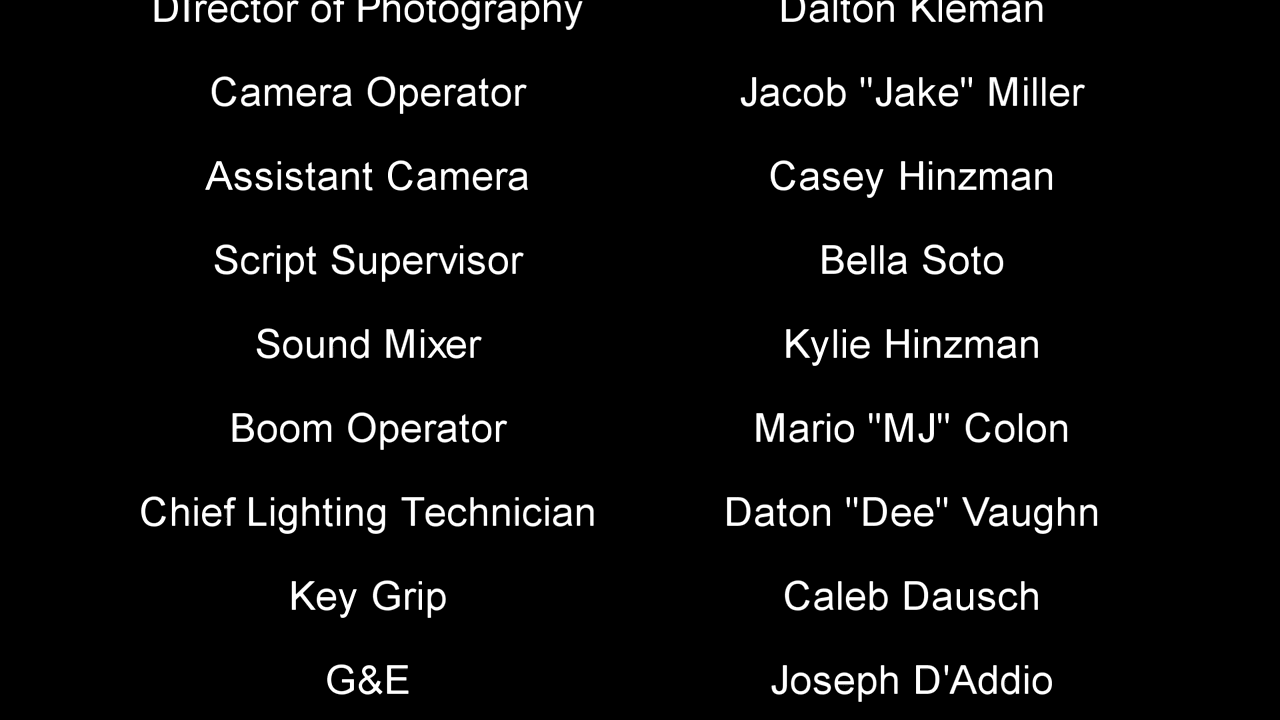 DIrector of Photography Dalton Kleman
Camera Operator Jacob "Jake" Miller
Assistant Camera Casey Hinzman
Script Supervisor Bella Soto
Sound Mixer Kylie Hinzman
Boom Operator Mario "MJ" Colon
Chief Lighting Technician Daton "Dee" Vaughn
Key Grip Caleb Dausch
G&E Joseph D'Addio